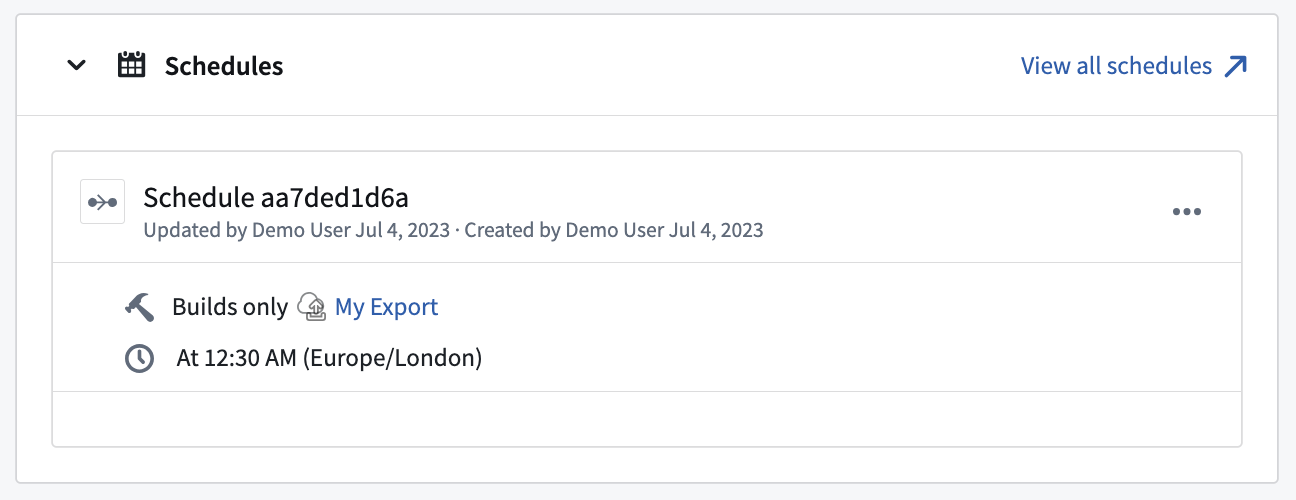 Schedules
View all schedules
Schedule aa7ded1d6a
Updated by Demo User Jul 4, 2023 · Created by Demo User Jul 4, 2023
Builds only My Export
At 12:30 AM (Europe/London)